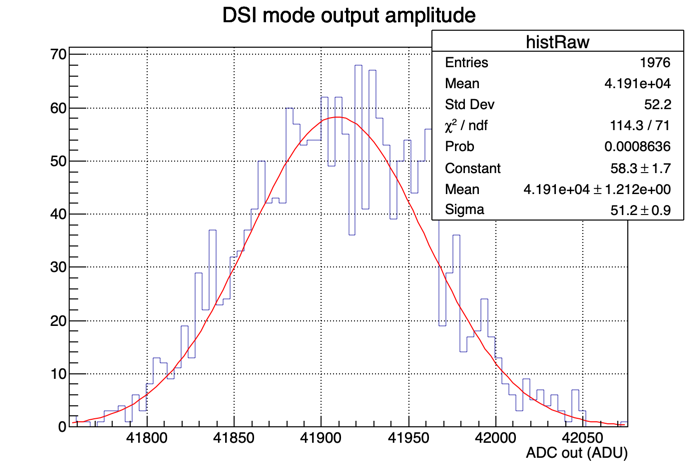 DSI mode output amplitude
histRaw
Entries 1976
Mean 4.191e+04
Std Dev 52.2
χ² / ndf 114.3 / 71
Prob 0.0008636
Constant 58.3 ± 1.7
Mean 4.191e+04 ± 1.212e+00
Sigma 51.2 ± 0.9
70
60
50
40
30
20
10
0
41800 41850 41900 41950 42000 42050
ADC out (ADU)